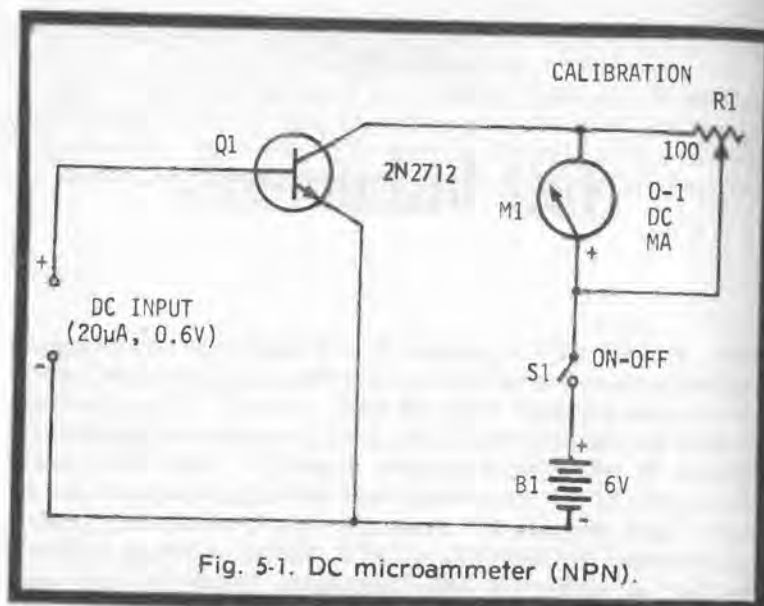 CALIBRATION
R1
Q1
2N2712
100
M1
0-1
DC
MA
+
+
DC INPUT
(20µA, 0.6V)
-
S1
ON-OFF
+
B1
6V
-
Fig. 5-1. DC microammeter (NPN).